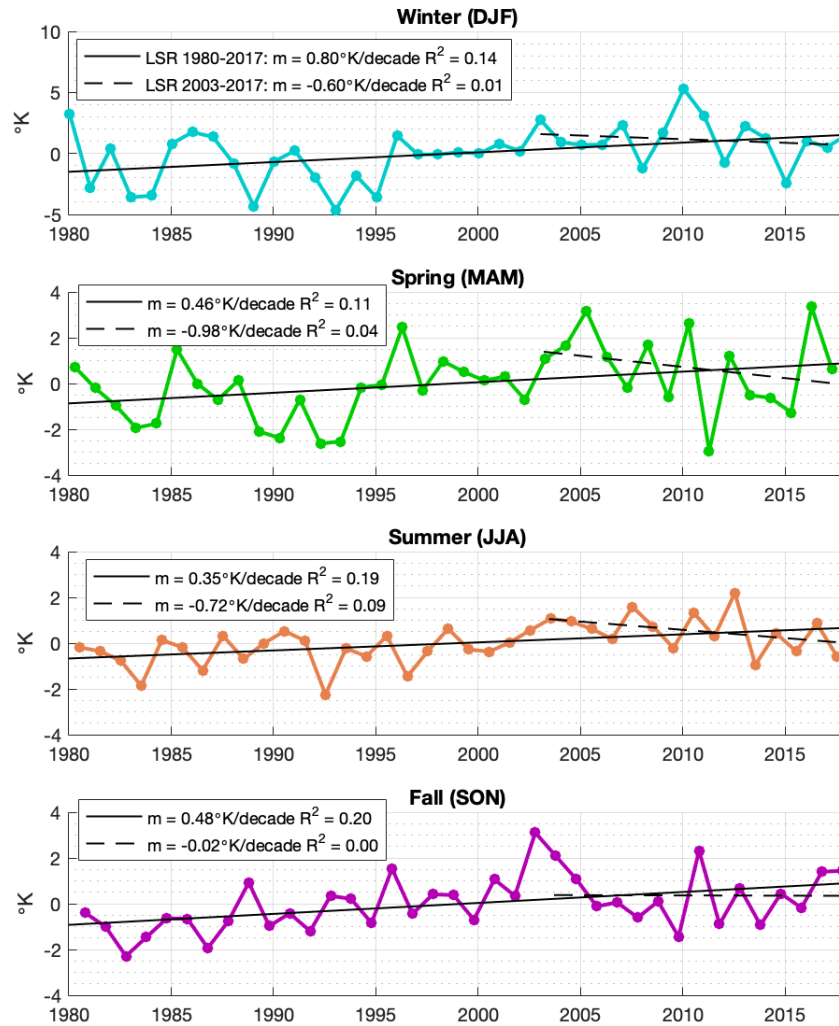 Winter (DJF)
10
LSR 1980-2017: m = 0.80°K/decade R² = 0.14
LSR 2003-2017: m = -0.60°K/decade R² = 0.01
5
°K
0
-5
1980 1985 1990 1995 2000 2005 2010 2015
Spring (MAM)
4
m = 0.46°K/decade R² = 0.11
m = -0.98°K/decade R² = 0.04
2
°K
0
-2
-4
1980 1985 1990 1995 2000 2005 2010 2015
Summer (JJA)
4
m = 0.35°K/decade R² = 0.19
m = -0.72°K/decade R² = 0.09
2
°K
0
-2
-4
1980 1985 1990 1995 2000 2005 2010 2015
Fall (SON)
4
m = 0.48°K/decade R² = 0.20
m = -0.02°K/decade R² = 0.00
2
°K
0
-2
-4
1980 1985 1990 1995 2000 2005 2010 2015